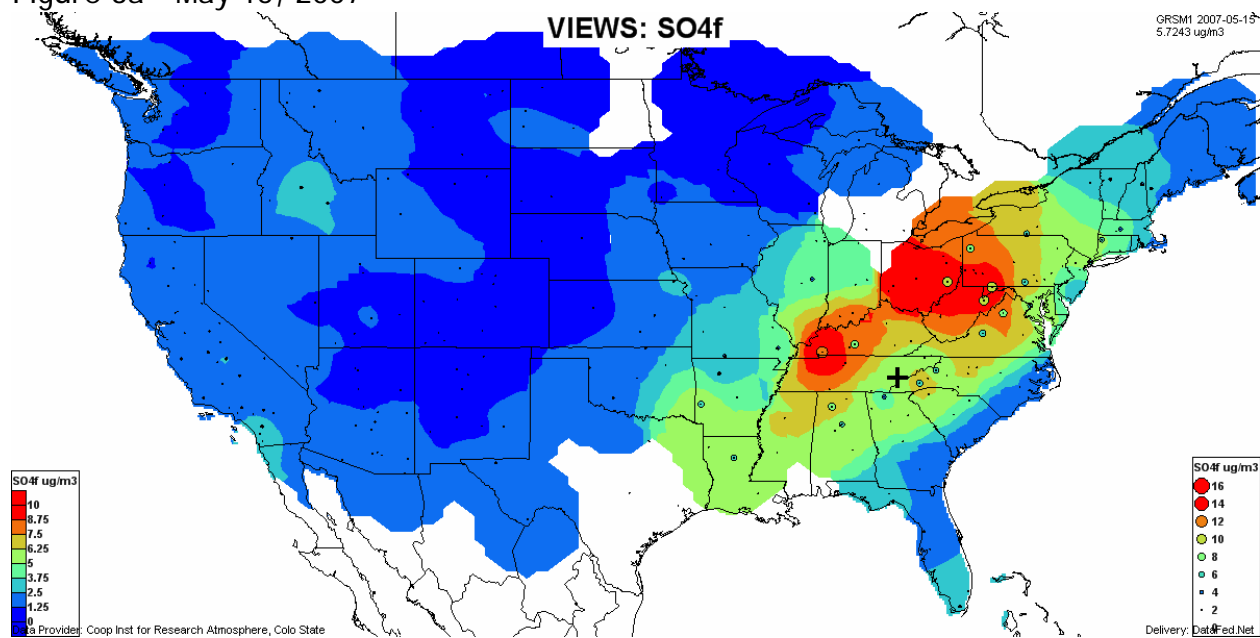 VIEWS: SO4f
GRSM1 2007-05-15
5.7243 ug/m3
SO4f ug/m3
10
8.75
7.5
6.25
5
3.75
2.5
1.25
0
SO4f ug/m3
16
14
12
10
8
6
4
2
0
Data Provider: Coop Inst for Research Atmosphere, Colo State
Delivery: DataFed.Net